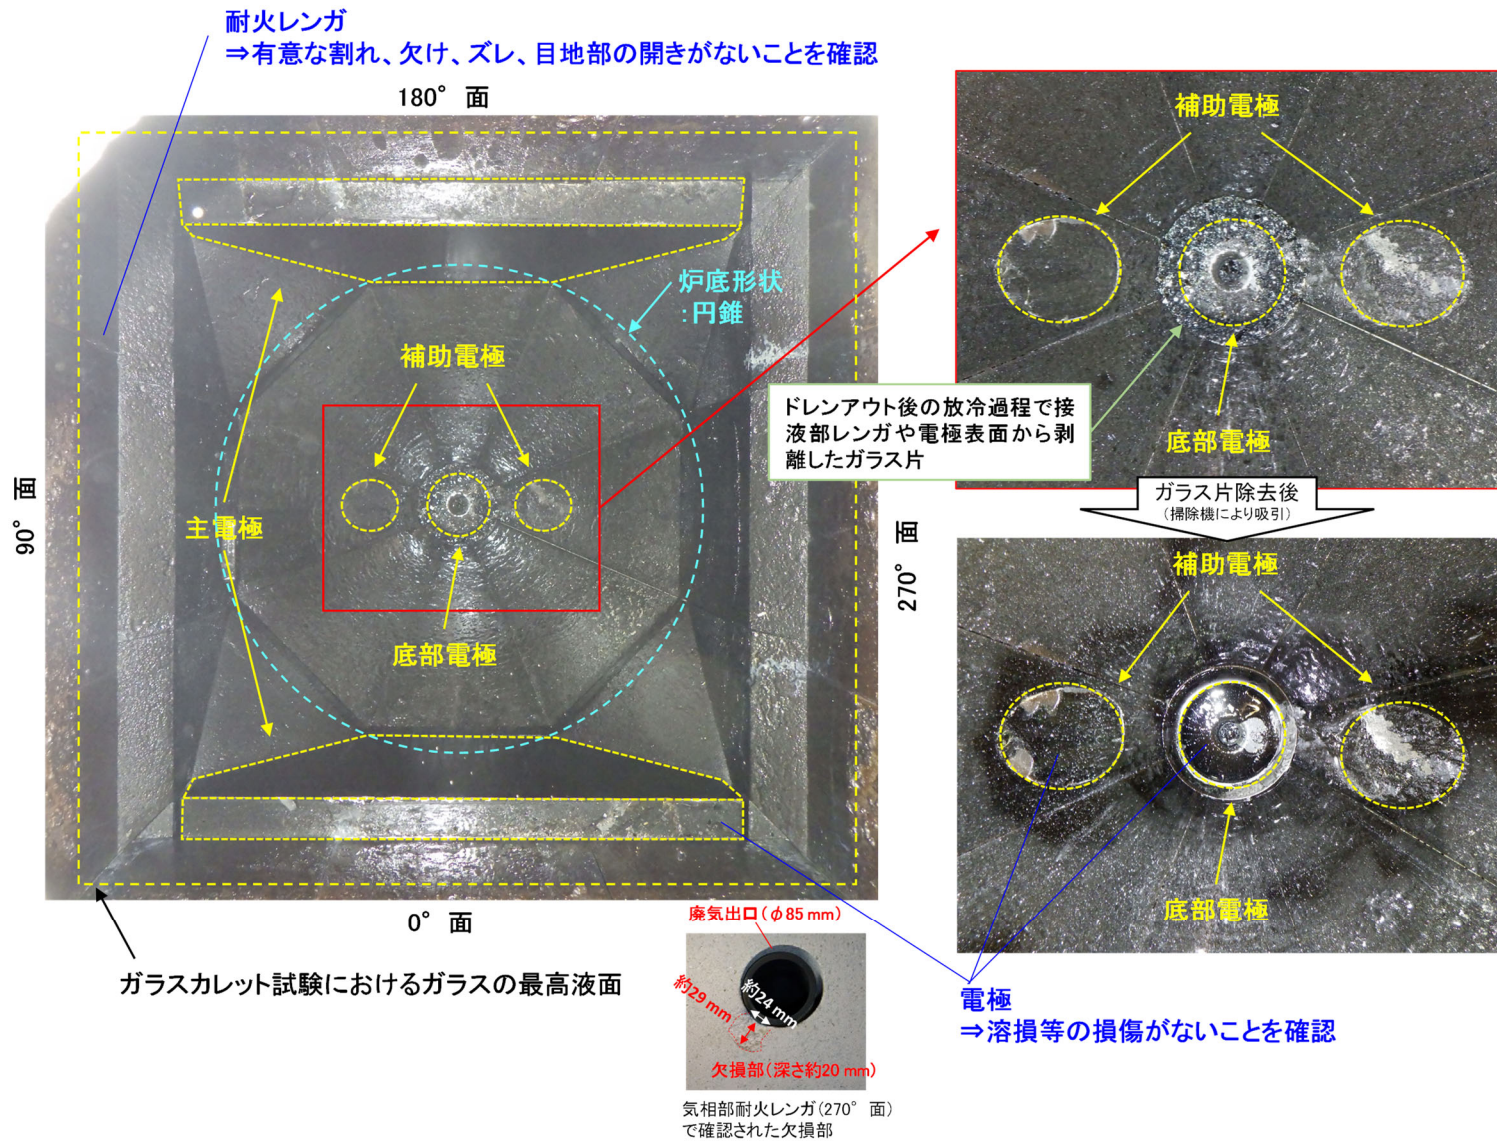 耐火レンガ
⇒有意な割れ、欠け、ズレ、目地部の開きがないことを確認
180° 面
補助電極
炉底形状
:円錐
補助電極
ドレンアウト後の放冷過程で接
液部レンガや電極表面から剥
離したガラス片
底部電極
90° 面
主電極
ガラス片除去後
(掃除機により吸引)
270° 面
補助電極
底部電極
底部電極
0° 面
廃気出口(φ85 mm)
ガラスカレット試験におけるガラスの最高液面
約29 mm
約24 mm
欠損部(深さ約20 mm)
電極
⇒溶損等の損傷がないことを確認
気相部耐火レンガ(270° 面)
で確認された欠損部